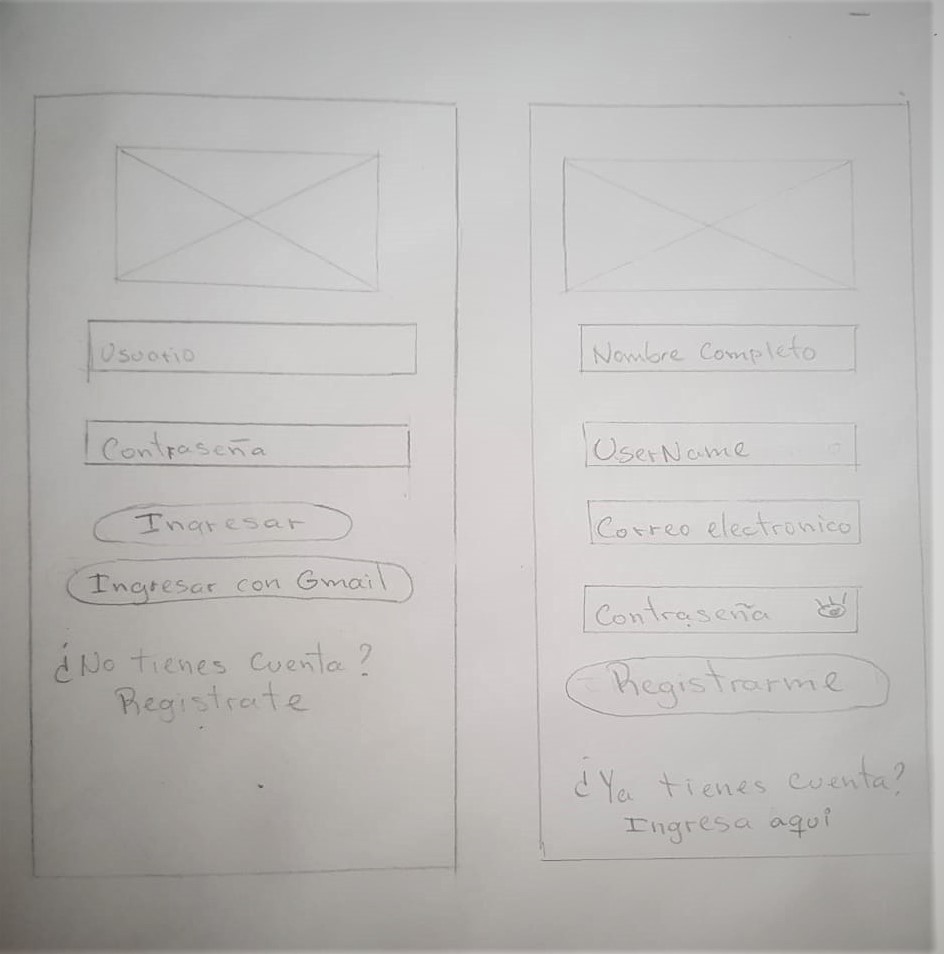 Usuario
Contraseña
Ingresar
Ingresar con Gmail
¿No tienes cuenta?
Registrate
Nombre Completo
UserName
Correo electronico
Contraseña
Registrarme
¿Ya tienes cuenta?
Ingresa aquí